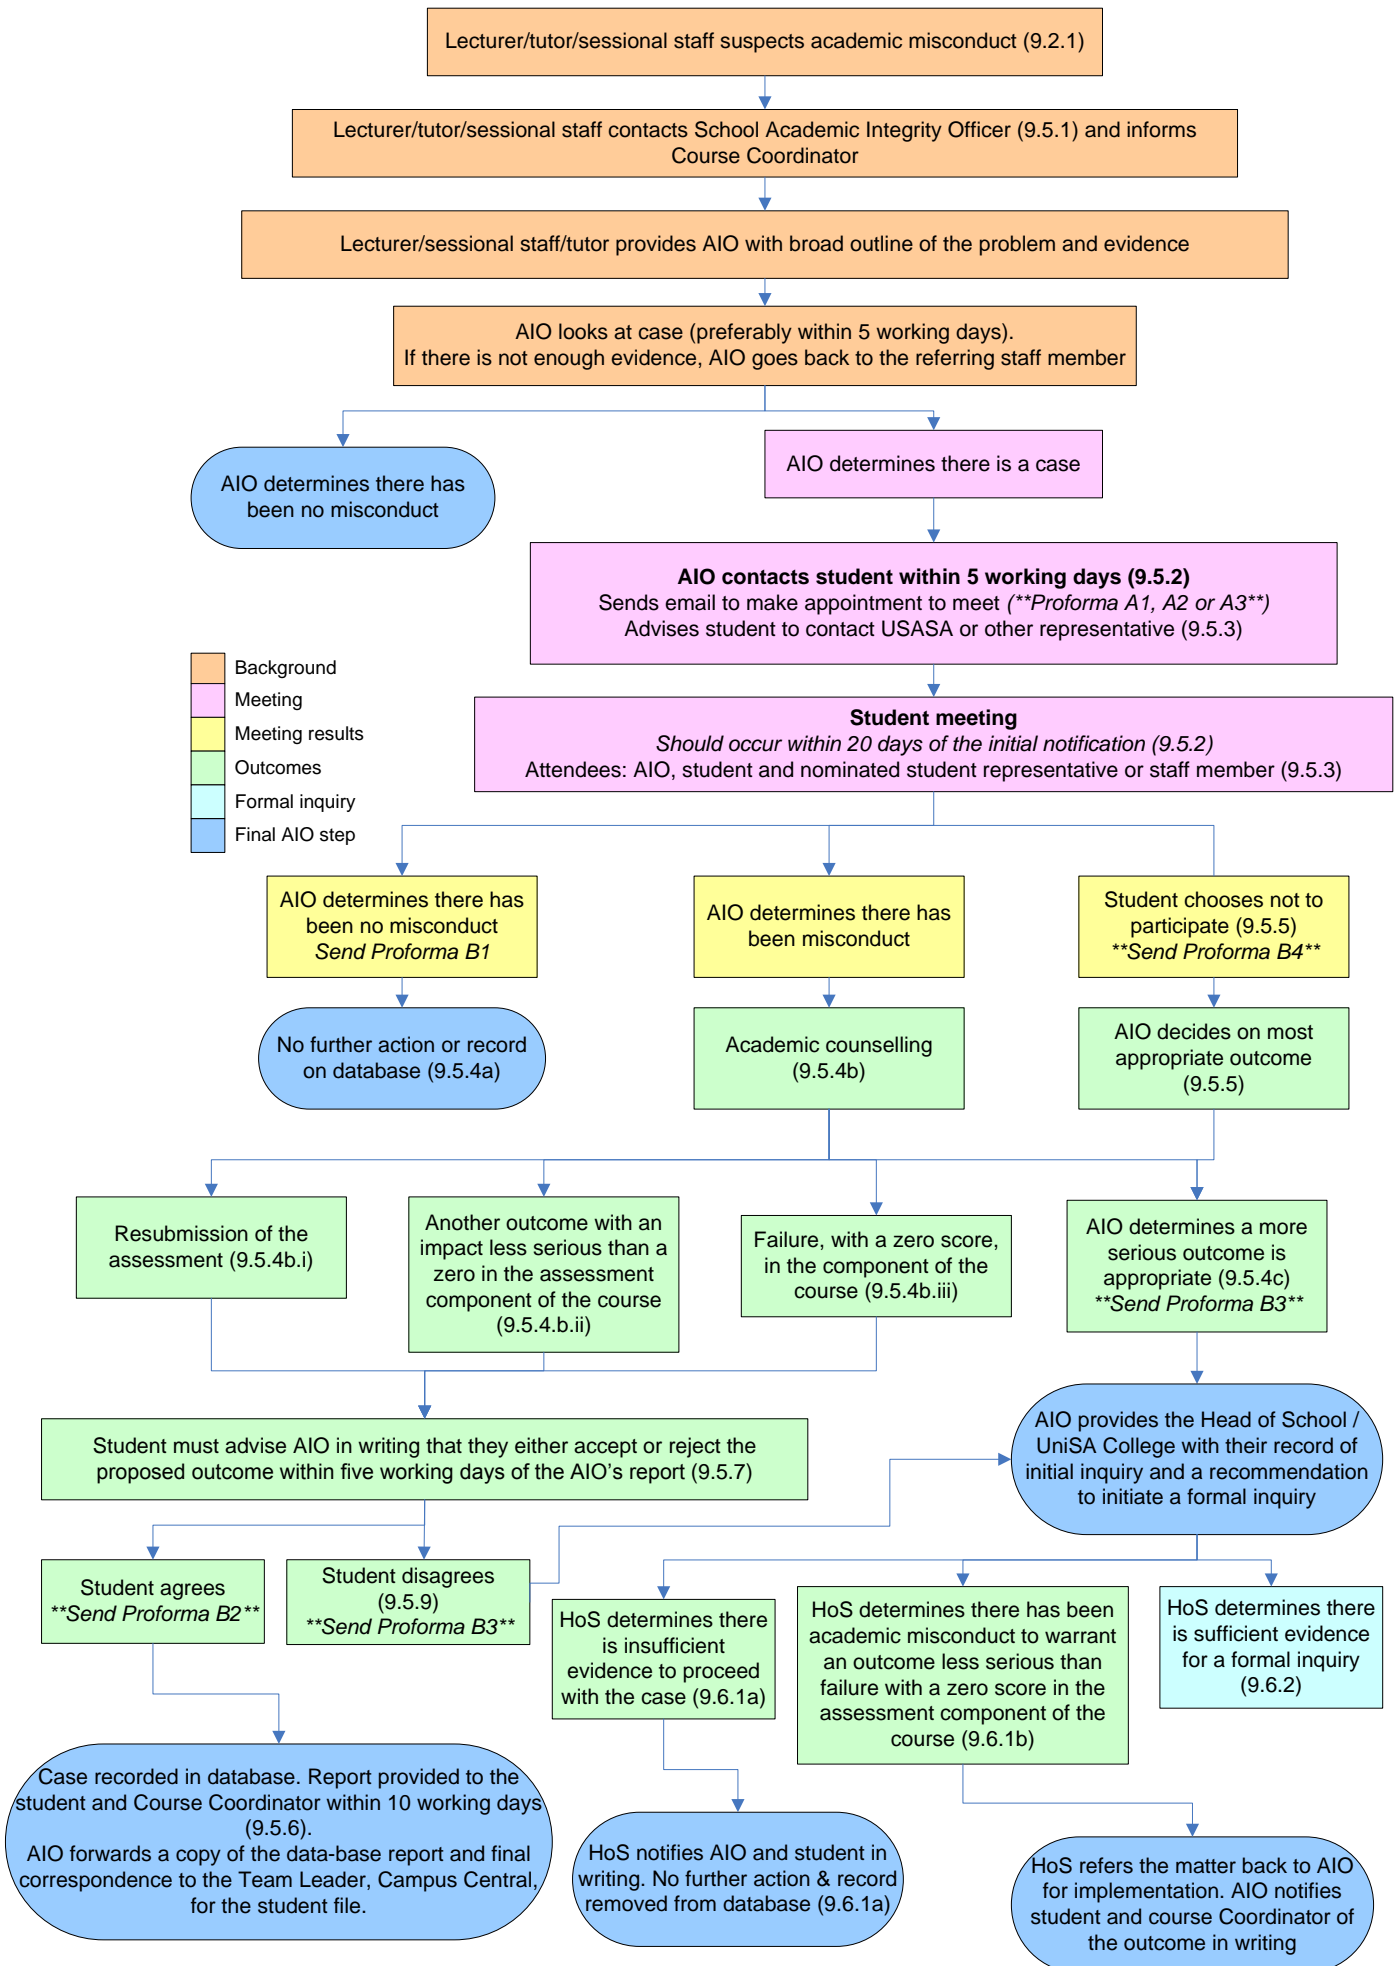 Lecturer/tutor/sessional staff suspects academic misconduct (9.2.1)
Lecturer/tutor/sessional staff contacts School Academic Integrity Officer (9.5.1) and informs
Course Coordinator
Lecturer/sessional staff/tutor provides AIO with broad outline of the problem and evidence
AIO looks at case (preferably within 5 working days).
If there is not enough evidence, AIO goes back to the referring staff member
AIO determines there has
been no misconduct
AIO determines there is a case
AIO contacts student within 5 working days (9.5.2)
Sends email to make appointment to meet (**Proforma A1, A2 or A3**)
Advises student to contact USASA or other representative (9.5.3)
Background
Meeting
Meeting results
Outcomes
Formal inquiry
Final AIO step
Student meeting
Should occur within 20 days of the initial notification (9.5.2)
Attendees: AIO, student and nominated student representative or staff member (9.5.3)
AIO determines there has
been no misconduct
Send Proforma B1
AIO determines there has
been misconduct
Student chooses not to
participate (9.5.5)
**Send Proforma B4**
No further action or record
on database (9.5.4a)
Academic counselling
(9.5.4b)
AIO decides on most
appropriate outcome
(9.5.5)
Resubmission of the
assessment (9.5.4b.i)
Another outcome with an
impact less serious than a
zero in the assessment
component of the course
(9.5.4.b.ii)
Failure, with a zero score,
in the component of the
course (9.5.4b.iii)
AIO determines a more
serious outcome is
appropriate (9.5.4c)
**Send Proforma B3**
Student must advise AIO in writing that they either accept or reject the
proposed outcome within five working days of the AIO’s report (9.5.7)
AIO provides the Head of School /
UniSA College with their record of
initial inquiry and a recommendation
to initiate a formal inquiry
Student agrees
**Send Proforma B2**
Student disagrees
(9.5.9)
**Send Proforma B3**
HoS determines there
is insufficient
evidence to proceed
with the case (9.6.1a)
HoS determines there has been
academic misconduct to warrant
an outcome less serious than
failure with a zero score in the
assessment component of the
course (9.6.1b)
HoS determines there
is sufficient evidence
for a formal inquiry
(9.6.2)
Case recorded in database. Report provided to the
student and Course Coordinator within 10 working days
(9.5.6).
AIO forwards a copy of the data-base report and final
correspondence to the Team Leader, Campus Central,
for the student file.
HoS notifies AIO and student in
writing. No further action & record
removed from database (9.6.1a)
HoS refers the matter back to AIO
for implementation. AIO notifies
student and course Coordinator of
the outcome in writing